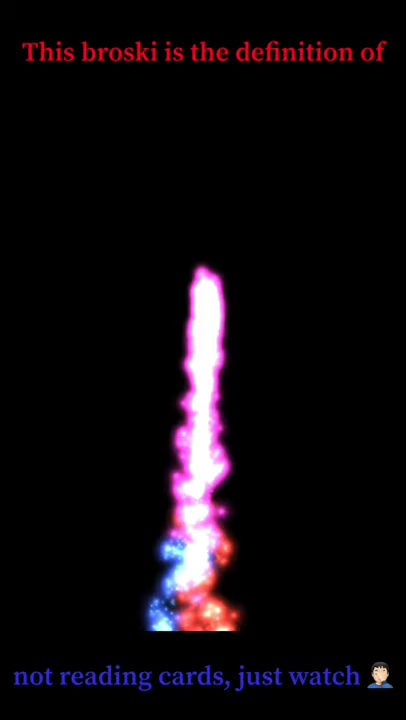 This broski is the definition of
not reading cards, just watch 🤦🏻‍♂️